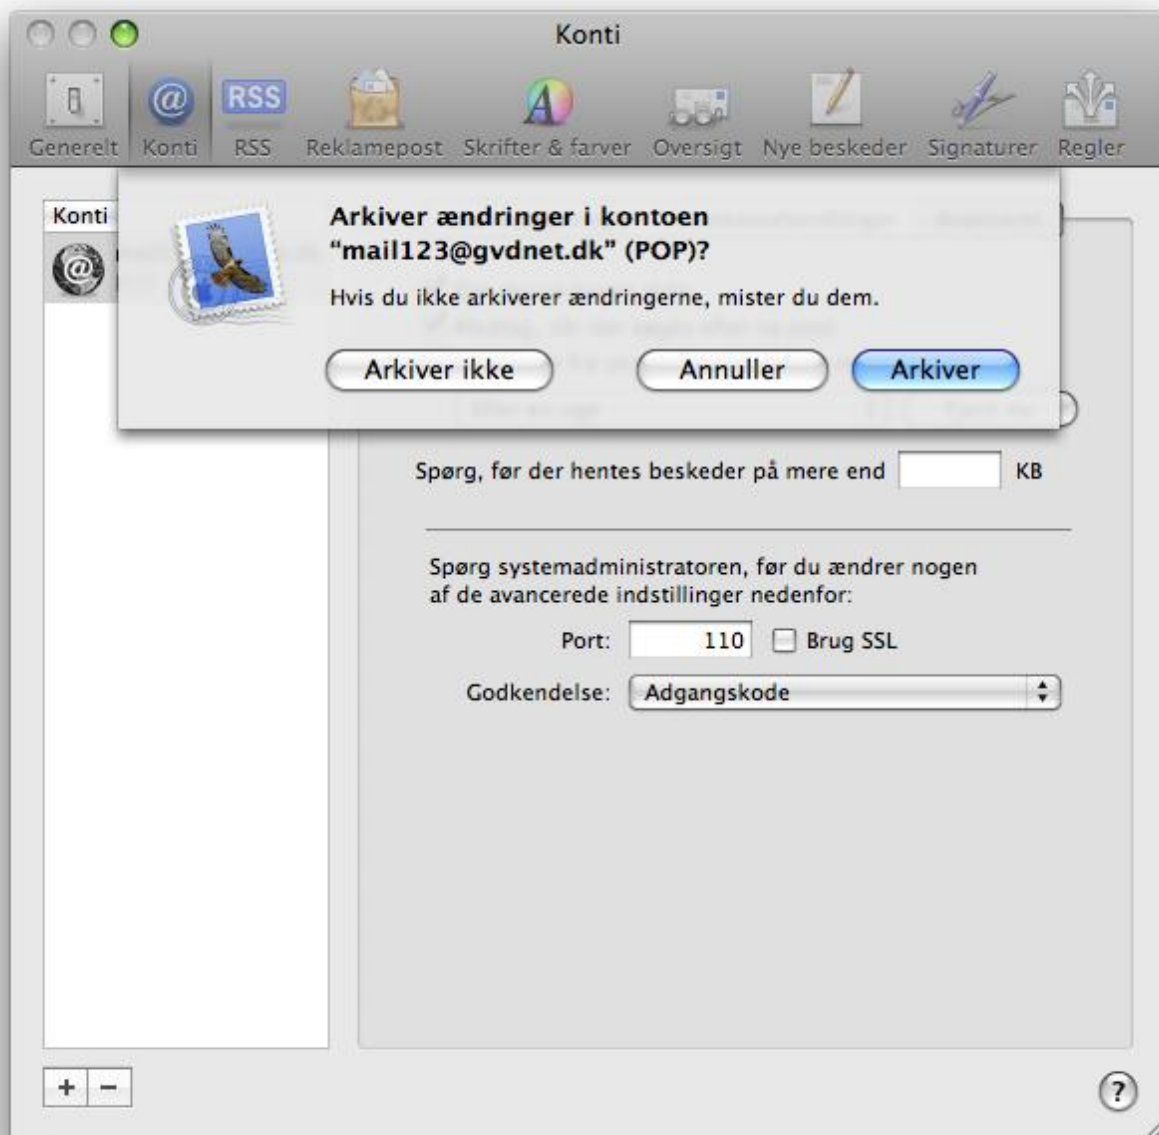 Konti
Generelt Konti RSS Reklamepost Skrifter & farver Oversigt Nye beskeder Signaturer Regler
Konti
Arkiver ændringer i kontoen
“mail123@gvdnet.dk” (POP)?
Hvis du ikke arkiverer ændringerne, mister du dem.
Arkiver ikke Annuller Arkiver
Spørg, før der hentes beskeder på mere end KB
Spørg systemadministratoren, før du ændrer nogen
af de avancerede indstillinger nedenfor:
Port: 110 Brug SSL
Godkendelse: Adgangskode